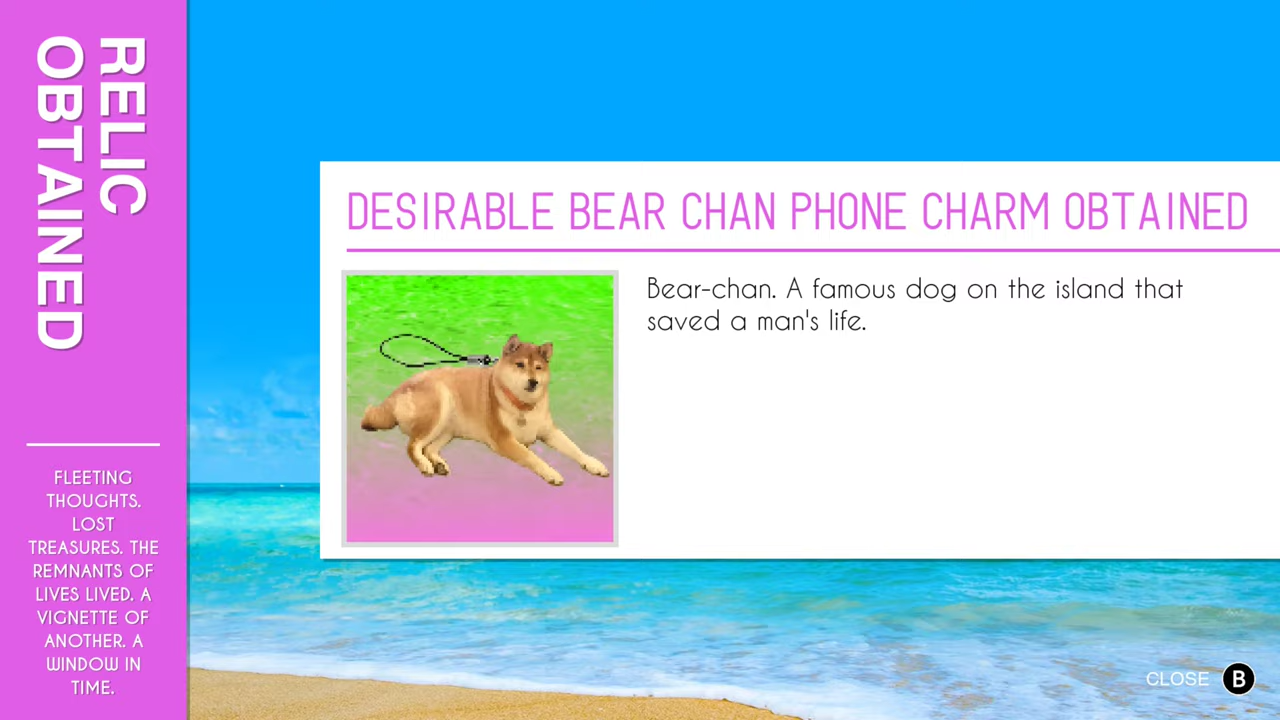 RELIC
OBTAINED
FLEETING
THOUGHTS.
LOST
TREASURES. THE
REMNANTS OF
LIVES LIVED. A
VIGNETTE OF
ANOTHER. A
WINDOW IN
TIME.
DESIRABLE BEAR CHAN PHONE CHARM OBTAINED
Bear-chan. A famous dog on the island that
saved a man's life.
CLOSE B